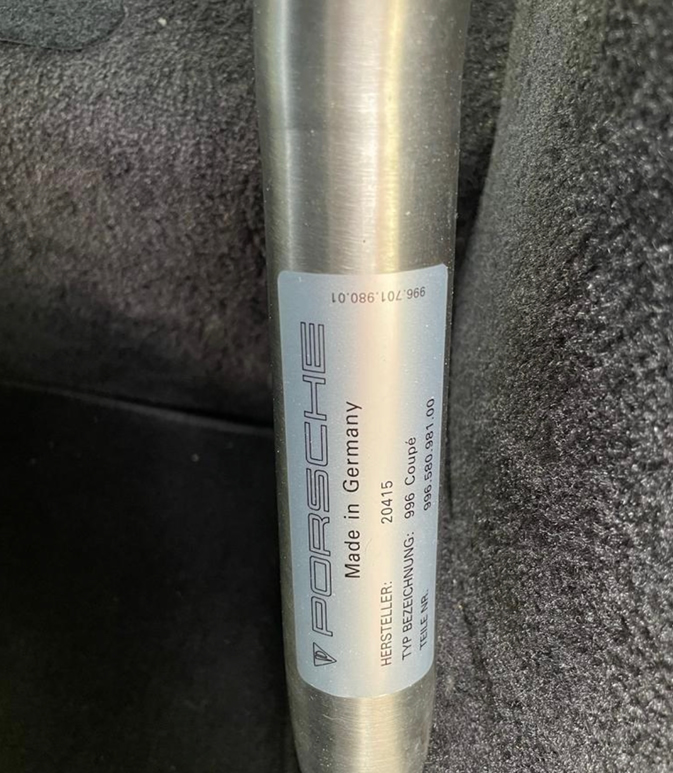 PORSCHE
Made in Germany
HERSTELLER: 20415
TYP BEZEICHNUNG: 996 Coupé
TEILE NR. 996.580.981.00
996.701.980.01